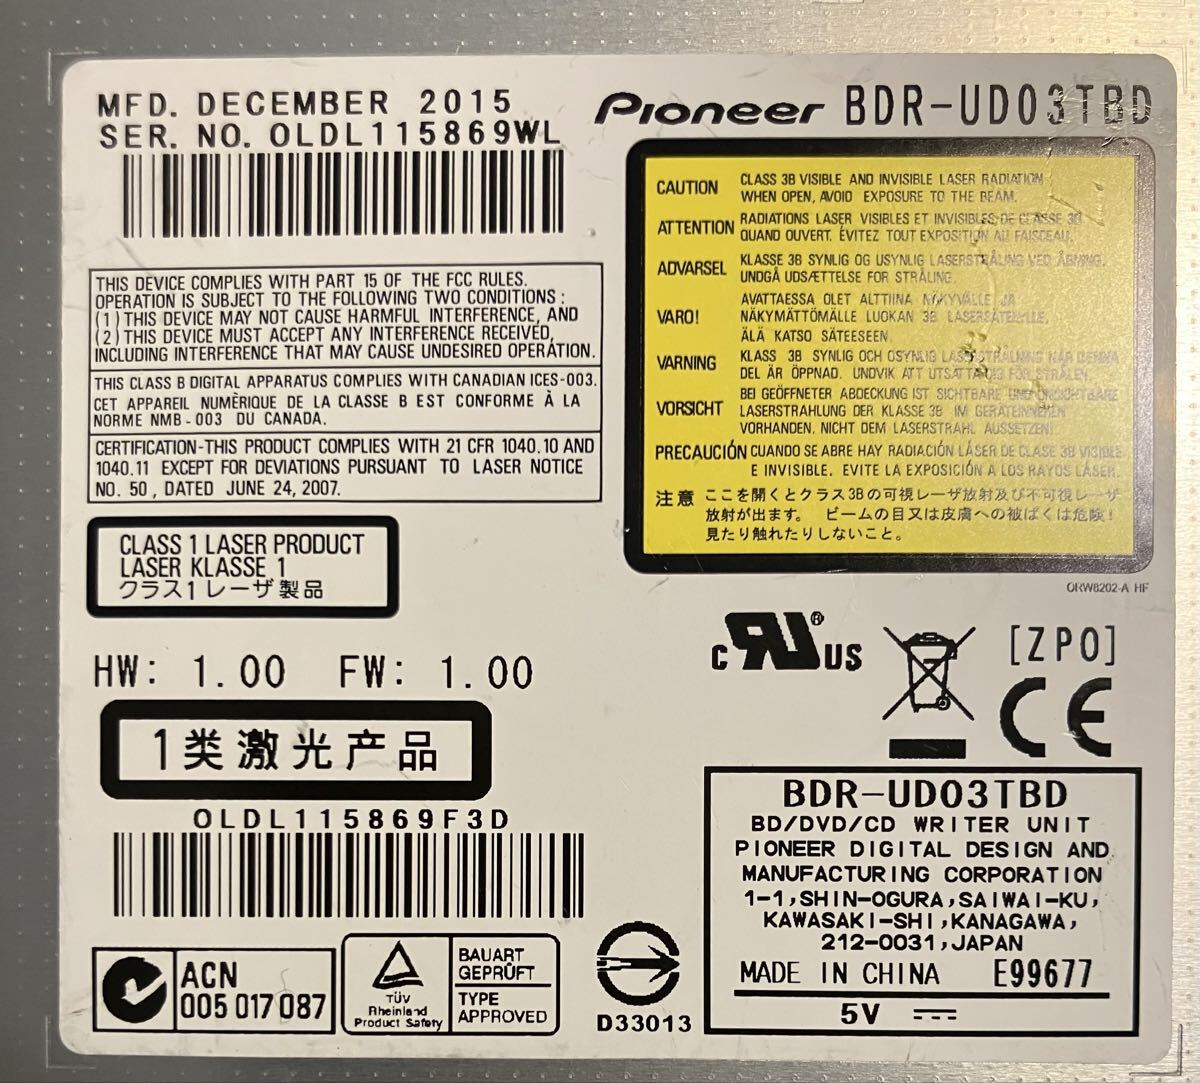 MFD. DECEMBER 2015
SER. NO. OLDL115869WL
Pioneer BDR-UD03TBD
CAUTION CLASS 3B VISIBLE AND INVISIBLE LASER RADIATION
WHEN OPEN, AVOID EXPOSURE TO THE BEAM.
ATTENTION RADIATIONS LASER VISIBLES ET INVISIBLES DE CLASSE 3B
QUAND OUVERT. ÉVITEZ TOUT EXPOSITION AU FAISCEAU.
ADVARSEL KLASSE 3B SYNLIG OG USYNLIG LASERSTRÅLING VED ÅBNING.
UNDGÅ UDSÆTTELSE FOR STRÅLING.
VARO! AVATTAESSA OLET ALTTIINA NÄKYVÄLLE JA
NÄKYMÄTTÖMÄLLE LUOKAN 3B LASERSÄTEILYLLE.
ÄLÄ KATSO SÄTEESEEN.
VARNING KLASS 3B SYNLIG OCH OSYNLIG LASERSTRÅLNING NÄR DENNA
DEL ÄR ÖPPNAD. UNDVIK ATT UTSÄTTA DIG FÖR STRÅLEN.
VORSICHT BEI GEÖFFNETER ABDECKUNG IST SICHTBARE UND UNSICHTBARE
LASERSTRAHLUNG DER KLASSE 3B IM GERÄTEINNEREN
VORHANDEN. NICHT DEM LASERSTRAHL AUSSETZEN!
PRECAUCIÓN CUANDO SE ABRE HAY RADIACIÓN LÁSER DE CLASE 3B VISIBLE
E INVISIBLE. EVITE LA EXPOSICIÓN A LOS RAYOS LÁSER.
注意 ここを開くとクラス3Bの可視レーザ放射及び不可視レーザ
放射が出ます。 ビームの目又は皮膚への被ばくは危険!
見たり触れたりしないこと。
ORW8202-A HF
THIS DEVICE COMPLIES WITH PART 15 OF THE FCC RULES.
OPERATION IS SUBJECT TO THE FOLLOWING TWO CONDITIONS :
(1) THIS DEVICE MAY NOT CAUSE HARMFUL INTERFERENCE, AND
(2) THIS DEVICE MUST ACCEPT ANY INTERFERENCE RECEIVED,
INCLUDING INTERFERENCE THAT MAY CAUSE UNDESIRED OPERATION.
THIS CLASS B DIGITAL APPARATUS COMPLIES WITH CANADIAN ICES-003.
CET APPAREIL NUMÈRIQUE DE LA CLASSE B EST CONFORME À LA
NORME NMB-003 DU CANADA.
CERTIFICATION-THIS PRODUCT COMPLIES WITH 21 CFR 1040.10 AND
1040.11 EXCEPT FOR DEVIATIONS PURSUANT TO LASER NOTICE
NO. 50, DATED JUNE 24, 2007.
CLASS 1 LASER PRODUCT
LASER KLASSE 1
クラス1 レーザ製品
HW: 1.00 FW: 1.00
1类激光产品
OLDL115869F3D
ACN
005 017 087
TÜV
Rheinland
Product Safety
BAUART
GEPRÜFT
TYPE
APPROVED
D33013
c RU ® US
[ZPO]
CE
BDR-UD03TBD
BD/DVD/CD WRITER UNIT
PIONEER DIGITAL DESIGN AND
MANUFACTURING CORPORATION
1-1,SHIN-OGURA,SAIWAI-KU,
KAWASAKI-SHI,KANAGAWA,
212-0031,JAPAN
MADE IN CHINA E99677
5V ⎓